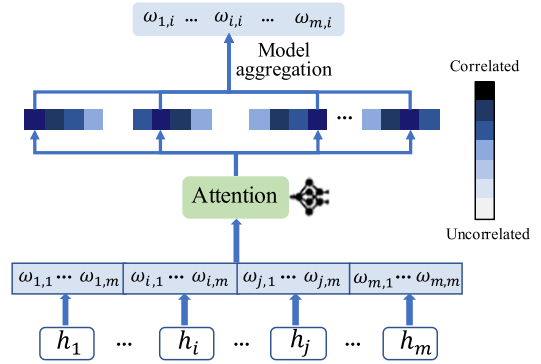 ω₁,ᵢ ... ωᵢ,ᵢ ... ωₘ,ᵢ
Model
aggregation
Correlated
...
Attention
Uncorrelated
ω₁,₁ ... ω₁,ₘ ωᵢ,₁ ... ωᵢ,ₘ ωⱼ,₁ ... ωⱼ,ₘ ωₘ,₁ ... ωₘ,ₘ
h₁ ... hᵢ ... hⱼ ... hₘ